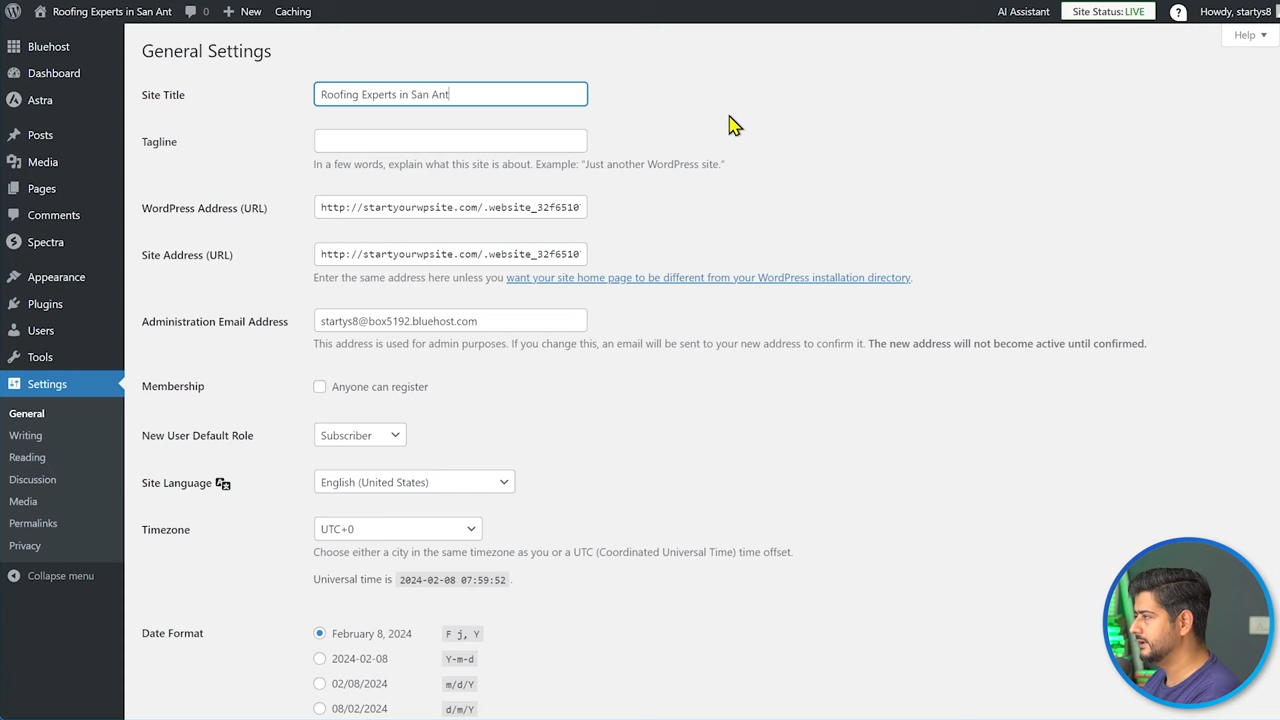 Roofing Experts in San Ant 0 New Caching AI Assistant Site Status: LIVE ? Howdy, startys8
Help
Bluehost
Dashboard
Astra
Posts
Media
Pages
Comments
Spectra
Appearance
Plugins
Users
Tools
Settings
General
Writing
Reading
Discussion
Media
Permalinks
Privacy
Collapse menu
General Settings
Site Title Roofing Experts in San Ant
Tagline
In a few words, explain what this site is about. Example: “Just another WordPress site.”
WordPress Address (URL) http://startyourwpsite.com/.website_32f6510
Site Address (URL) http://startyourwpsite.com/.website_32f6510
Enter the same address here unless you want your site home page to be different from your WordPress installation directory.
Administration Email Address startys8@box5192.bluehost.com
This address is used for admin purposes. If you change this, an email will be sent to your new address to confirm it. The new address will not become active until confirmed.
Membership Anyone can register
New User Default Role Subscriber
Site Language English (United States)
Timezone UTC+0
Choose either a city in the same timezone as you or a UTC (Coordinated Universal Time) time offset.
Universal time is 2024-02-08 07:59:52 .
Date Format February 8, 2024 F j, Y
2024-02-08 Y-m-d
02/08/2024 m/d/Y
08/02/2024 d/m/Y